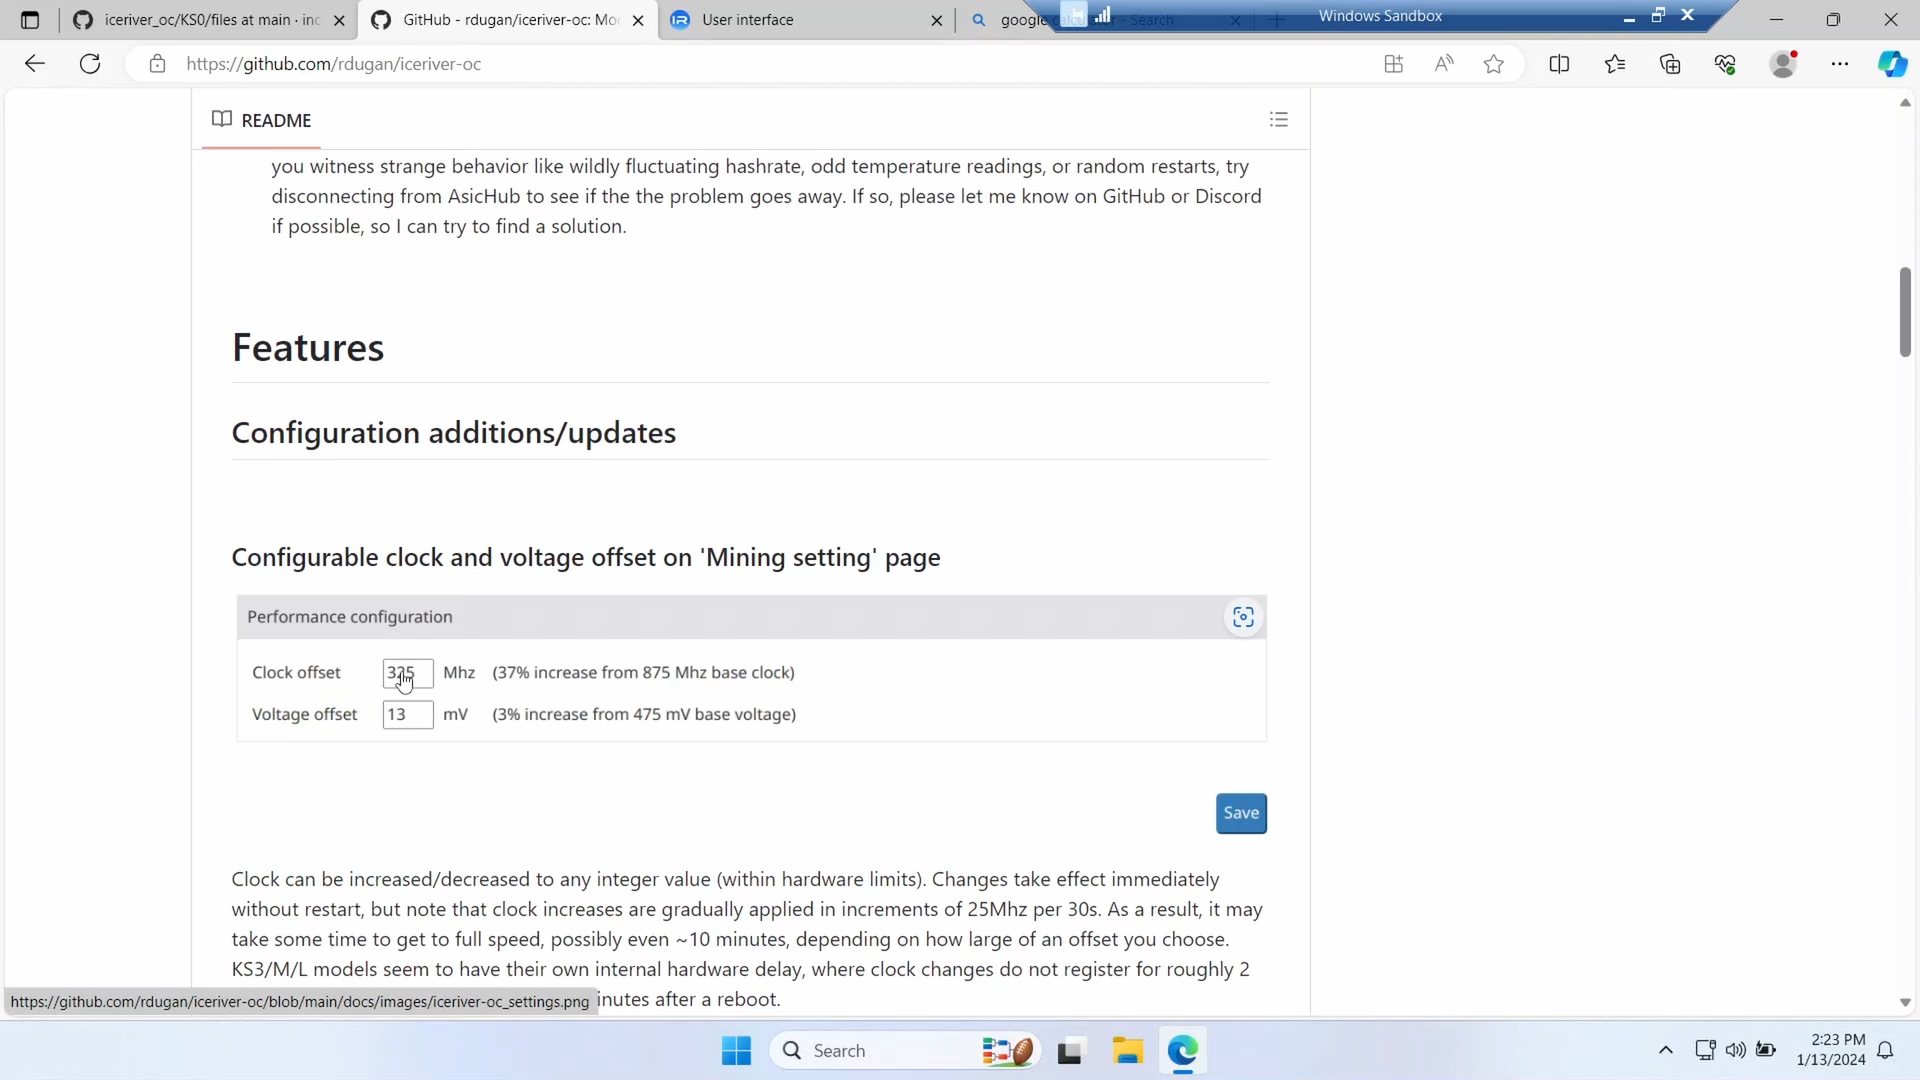 iceriver_oc/KS0/files at main · inc
GitHub - rdugan/iceriver-oc: Mo
User interface
Windows Sandbox
https://github.com/rdugan/iceriver-oc
README
you witness strange behavior like wildly fluctuating hashrate, odd temperature readings, or random restarts, try
disconnecting from AsicHub to see if the the problem goes away. If so, please let me know on GitHub or Discord
if possible, so I can try to find a solution.
Features
Configuration additions/updates
Configurable clock and voltage offset on 'Mining setting' page
Performance configuration
Clock offset 325 Mhz (37% increase from 875 Mhz base clock)
Voltage offset 13 mV (3% increase from 475 mV base voltage)
Save
Clock can be increased/decreased to any integer value (within hardware limits). Changes take effect immediately
without restart, but note that clock increases are gradually applied in increments of 25Mhz per 30s. As a result, it may
take some time to get to full speed, possibly even ~10 minutes, depending on how large of an offset you choose.
KS3/M/L models seem to have their own internal hardware delay, where clock changes do not register for roughly 2
inutes after a reboot.
https://github.com/rdugan/iceriver-oc/blob/main/docs/images/iceriver-oc_settings.png
Search
2:23 PM
1/13/2024